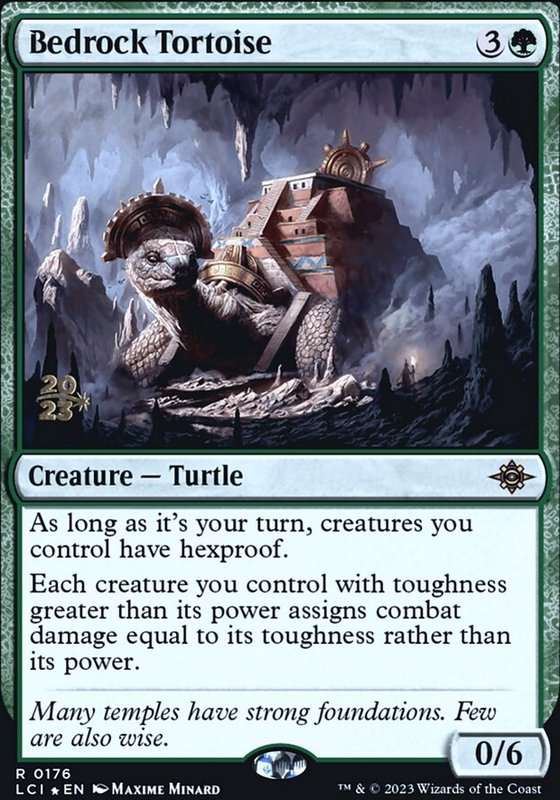 Bedrock Tortoise 3
20
23
Creature — Turtle
As long as it's your turn, creatures you
control have hexproof.
Each creature you control with toughness
greater than its power assigns combat
damage equal to its toughness rather than
its power.
Many temples have strong foundations. Few
are also wise.
0/6
R 0176
LCI ★ EN Maxime Minard
™ & © 2023 Wizards of the Coast